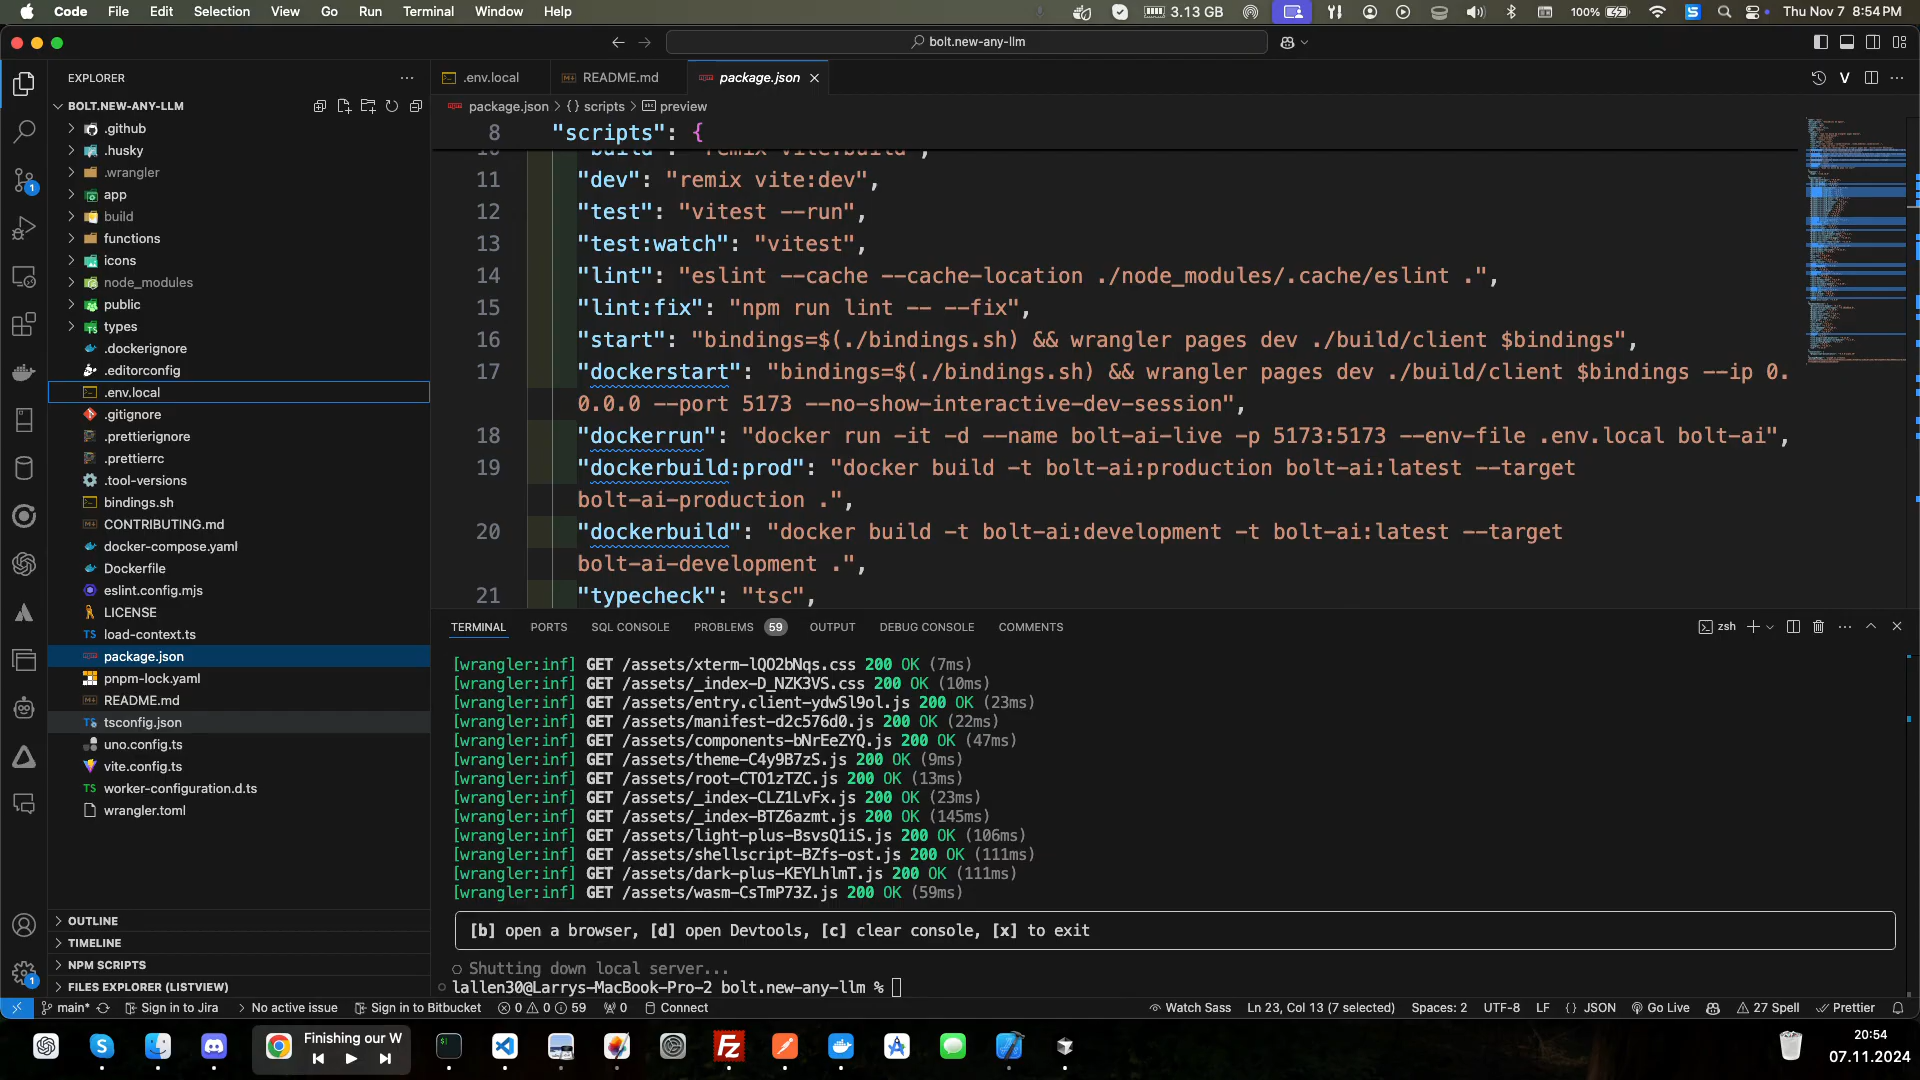 Code File Edit Selection View Go Run Terminal Window Help
3.13 GB 100% Thu Nov 7 8:54 PM
bolt.new-any-llm
EXPLORER
BOLT.NEW-ANY-LLM
.github
.husky
.wrangler
app
build
functions
icons
node_modules
public
types
.dockerignore
.editorconfig
.env.local
.gitignore
.prettierignore
.prettierrc
.tool-versions
bindings.sh
CONTRIBUTING.md
docker-compose.yaml
Dockerfile
eslint.config.mjs
LICENSE
load-context.ts
package.json
pnpm-lock.yaml
README.md
tsconfig.json
uno.config.ts
vite.config.ts
worker-configuration.d.ts
wrangler.toml
OUTLINE
TIMELINE
NPM SCRIPTS
FILES EXPLORER (LISTVIEW)
.env.local README.md package.json
package.json > {} scripts > preview
8 "scripts": {
10 "build": "remix vite:build",
11 "dev": "remix vite:dev",
12 "test": "vitest --run",
13 "test:watch": "vitest",
14 "lint": "eslint --cache --cache-location ./node_modules/.cache/eslint .",
15 "lint:fix": "npm run lint -- --fix",
16 "start": "bindings=$(./bindings.sh) && wrangler pages dev ./build/client $bindings",
17 "dockerstart": "bindings=$(./bindings.sh) && wrangler pages dev ./build/client $bindings --ip 0.
0.0.0 --port 5173 --no-show-interactive-dev-session",
18 "dockerrun": "docker run -it -d --name bolt-ai-live -p 5173:5173 --env-file .env.local bolt-ai",
19 "dockerbuild:prod": "docker build -t bolt-ai:production bolt-ai:latest --target
bolt-ai-production .",
20 "dockerbuild": "docker build -t bolt-ai:development -t bolt-ai:latest --target
bolt-ai-development .",
21 "typecheck": "tsc",
TERMINAL PORTS SQL CONSOLE PROBLEMS 59 OUTPUT DEBUG CONSOLE COMMENTS
zsh
[wrangler:inf] GET /assets/xterm-lQO2bNqs.css 200 OK (7ms)
[wrangler:inf] GET /assets/_index-D_NZK3VS.css 200 OK (10ms)
[wrangler:inf] GET /assets/entry.client-ydwSl9ol.js 200 OK (23ms)
[wrangler:inf] GET /assets/manifest-d2c576d0.js 200 OK (22ms)
[wrangler:inf] GET /assets/components-bNrEeZYQ.js 200 OK (47ms)
[wrangler:inf] GET /assets/theme-C4y9B7zS.js 200 OK (9ms)
[wrangler:inf] GET /assets/root-CTO1zTZC.js 200 OK (13ms)
[wrangler:inf] GET /assets/_index-CLZ1LvFx.js 200 OK (23ms)
[wrangler:inf] GET /assets/_index-BTZ6azmt.js 200 OK (145ms)
[wrangler:inf] GET /assets/light-plus-BsvsQ1iS.js 200 OK (106ms)
[wrangler:inf] GET /assets/shellscript-BZfs-ost.js 200 OK (111ms)
[wrangler:inf] GET /assets/dark-plus-KEYLhlmT.js 200 OK (111ms)
[wrangler:inf] GET /assets/wasm-CsTmP73Z.js 200 OK (59ms)
[b] open a browser, [d] open Devtools, [c] clear console, [x] to exit
Shutting down local server...
lallen30@Larrys-MacBook-Pro-2 bolt.new-any-llm %
main* Sign in to Jira No active issue Sign in to Bitbucket 0 0 59 0 Connect
Watch Sass Ln 23, Col 13 (7 selected) Spaces: 2 UTF-8 LF {} JSON Go Live 27 Spell Prettier
Finishing our W
20:54
07.11.2024